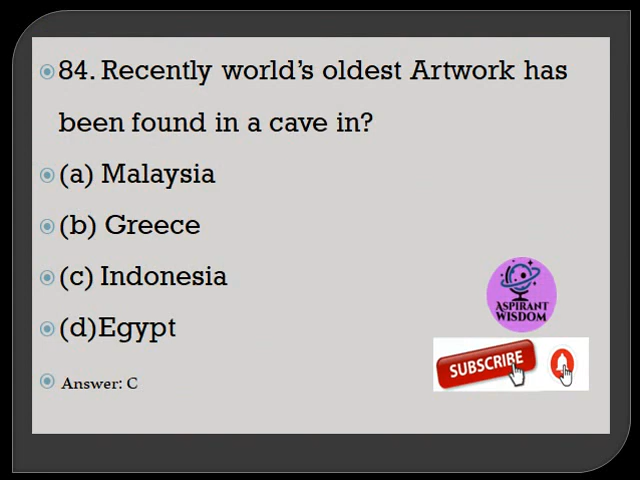 84. Recently world's oldest Artwork has
been found in a cave in?
(a) Malaysia
(b) Greece
(c) Indonesia
(d)Egypt
Answer: C
ASPIRANT
WISDOM
SUBSCRIBE